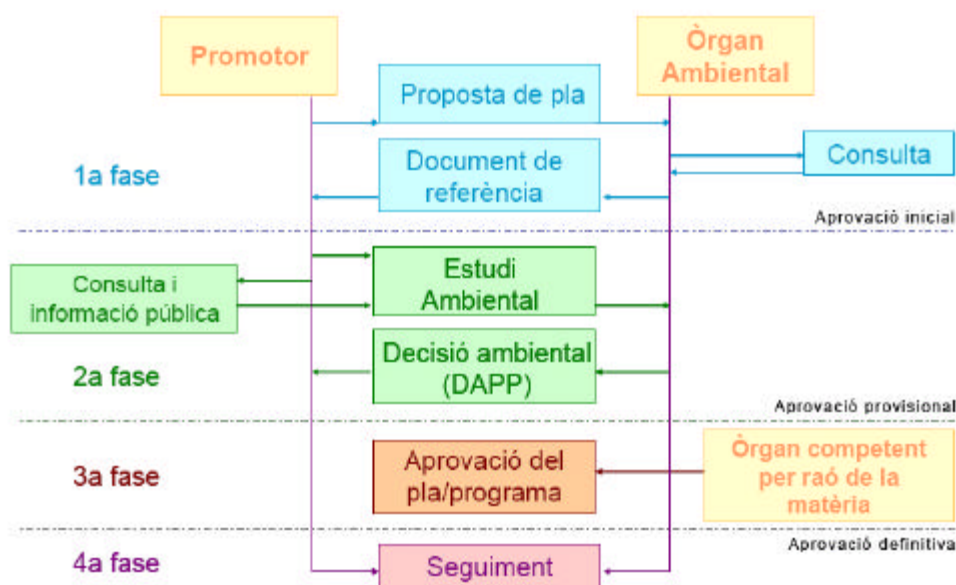 Promotor
Òrgan
Ambiental
Proposta de pla
1a fase
Document de
referència
Consulta
Aprovació inicial
Consulta i
informació pública
Estudi
Ambiental
2a fase
Decisió ambiental
(DAPP)
Aprovació provisional
3a fase
Aprovació del
pla/programa
Òrgan competent
per raó de la
matèria
Aprovació definitiva
4a fase
Seguiment